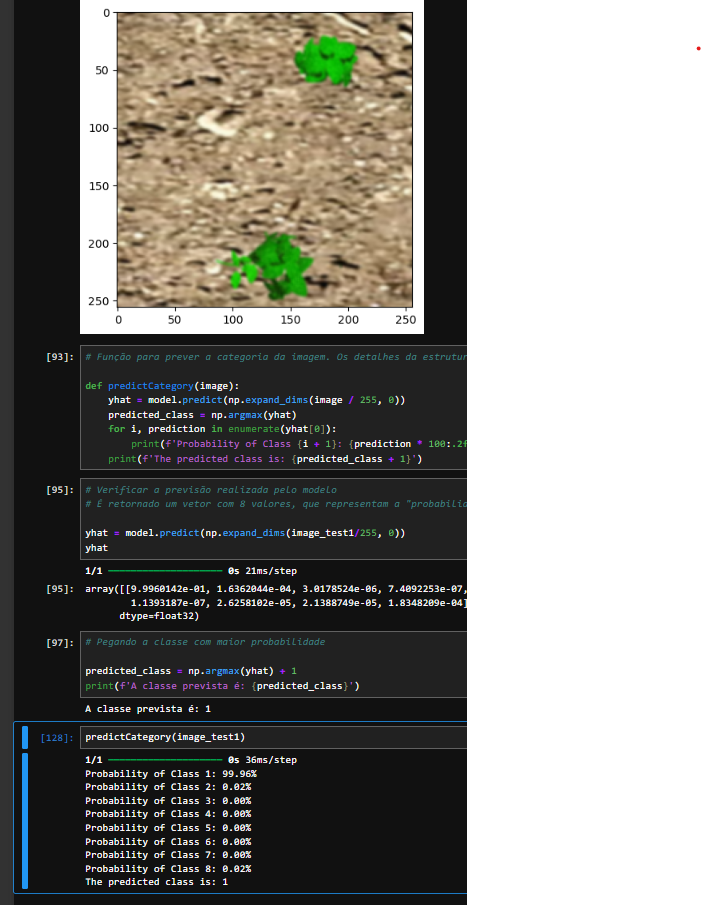 0
50
100
150
200
250
0 50 100 150 200 250
[93]: # Função para prever a categoria da imagem. Os detalhes da
def predictCategory(image):
yhat = model.predict(np.expand_dims(image / 255, 0))
predicted_class = np.argmax(yhat)
for i, prediction in enumerate(yhat[0]):
print(f'Probability of Class {i + 1}: {prediction * 100:.2f
print(f'The predicted class is: {predicted_class + 1}')
[95]: # Verificar a previsão realizada pelo modelo
# É retornado um vetor com 8 valores, que representam a
yhat = model.predict(np.expand_dims(image_test1/255, 0))
yhat
1/1 0s 21ms/step
[95]: array([[9.9960142e-01, 1.6362044e-04, 3.0178524e-06, 7.4092253e-07,
1.1393187e-07, 2.6258102e-05, 2.1388749e-05, 1.8348209e-04]
dtype=float32)
[97]: # Pegando a classe com maior probabilidade
predicted_class = np.argmax(yhat) + 1
print(f'A classe prevista é: {predicted_class}')
A classe prevista é: 1
[128]: predictCategory(image_test1)
1/1 0s 36ms/step
Probability of Class 1: 99.96%
Probability of Class 2: 0.02%
Probability of Class 3: 0.00%
Probability of Class 4: 0.00%
Probability of Class 5: 0.00%
Probability of Class 6: 0.00%
Probability of Class 7: 0.00%
Probability of Class 8: 0.02%
The predicted class is: 1